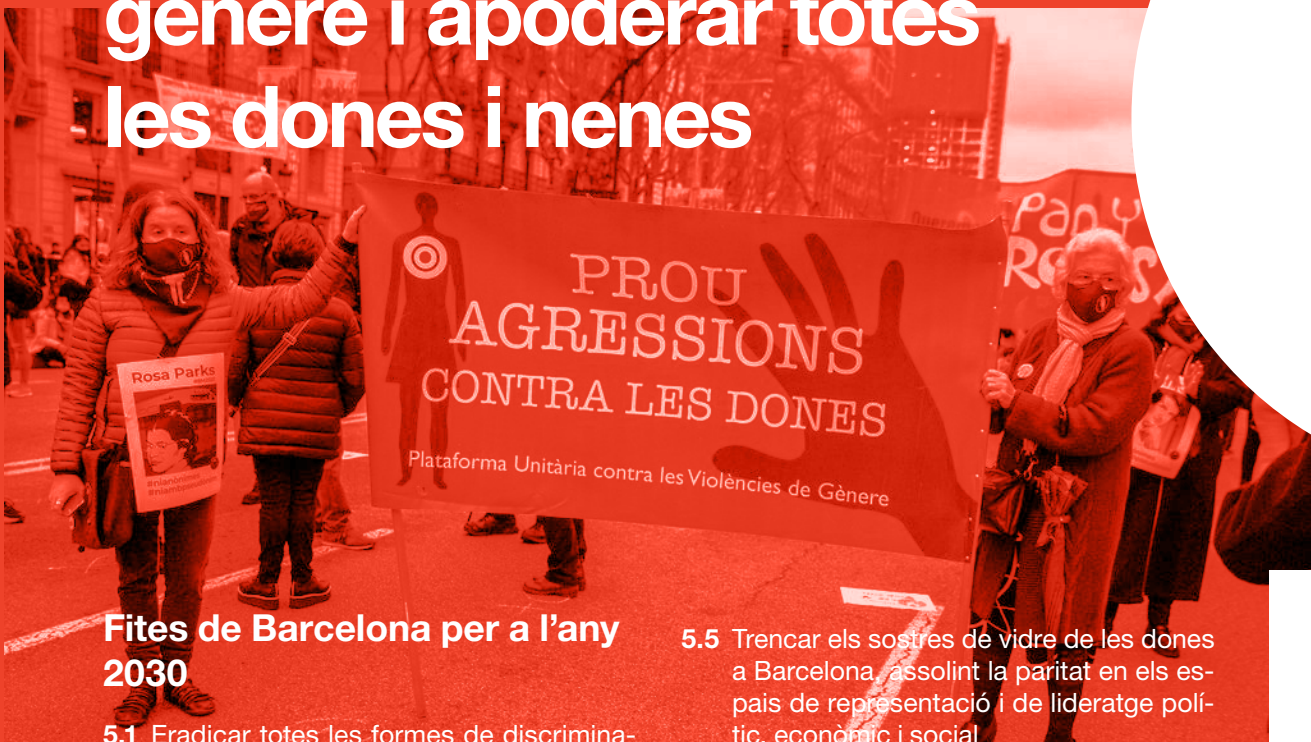 gènere i apoderar totes
les dones i nenes
PROU
AGRESSIONS
CONTRA LES DONES
Plataforma Unitària contra les Violències de Gènere
Pan y
Rosa Parks
#nianònimes
Fites de Barcelona per a l'any
2030
5.1 Eradicar totes les formes de discrimina-
5.5 Trencar els sostres de vidre de les dones
a Barcelona, assolint la paritat en els es-
pais de representació i de lideratge polí-
tic, econòmic i social